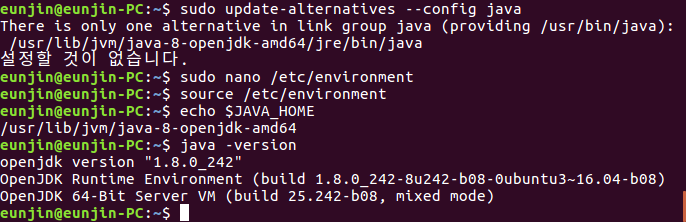 eunjin@eunjin-PC:~$ sudo update-alternatives --config java
There is only one alternative in link group java (providing /usr/bin/java):
 /usr/lib/jvm/java-8-openjdk-amd64/jre/bin/java
설정할 것이 없습니다.
eunjin@eunjin-PC:~$ sudo nano /etc/environment
eunjin@eunjin-PC:~$ source /etc/environment
eunjin@eunjin-PC:~$ echo $JAVA_HOME
/usr/lib/jvm/java-8-openjdk-amd64
eunjin@eunjin-PC:~$ java -version
openjdk version "1.8.0_242"
OpenJDK Runtime Environment (build 1.8.0_242-8u242-b08-0ubuntu3~16.04-b08)
OpenJDK 64-Bit Server VM (build 25.242-b08, mixed mode)
eunjin@eunjin-PC:~$